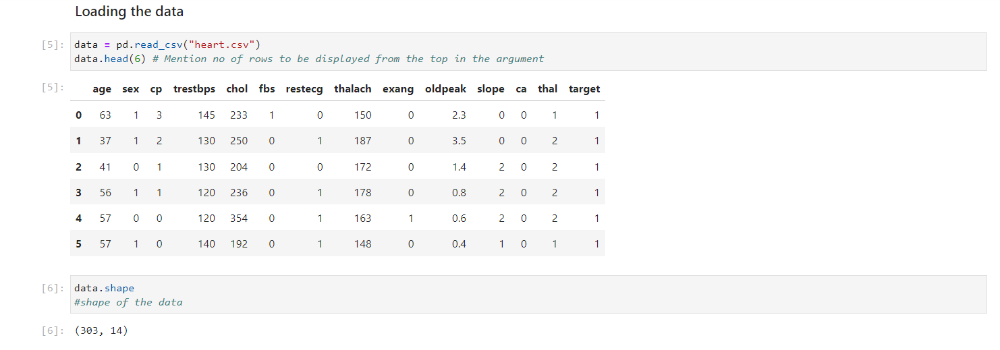 Loading the data
[5]: data = pd.read_csv("heart.csv")
data.head(6) # Mention no of rows to be displayed from the top in the argument
[5]: age sex cp trestbps chol fbs restecg thalach exang oldpeak slope ca thal target
0 63 1 3 145 233 1 0 150 0 2.3 0 0 1 1
1 37 1 2 130 250 0 1 187 0 3.5 0 0 2 1
2 41 0 1 130 204 0 0 172 0 1.4 2 0 2 1
3 56 1 1 120 236 0 1 178 0 0.8 2 0 2 1
4 57 0 0 120 354 0 1 163 1 0.6 2 0 2 1
5 57 1 0 140 192 0 1 148 0 0.4 1 0 1 1
[6]: data.shape
#shape of the data
[6]: (303, 14)